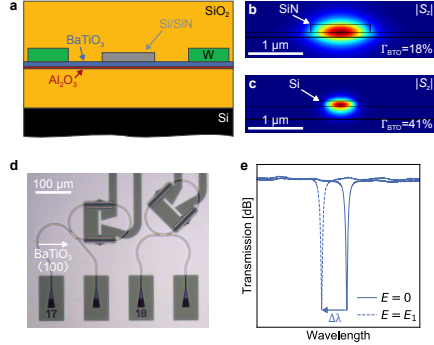 a
SiO₂
Si/SiN
BaTiO₃
W
Al₂O₃
Si
b
SiN
|Sz|
1 μm
ΓBTO=18%
c
Si
|Sz|
1 μm
ΓBTO=41%
d
100 μm
BaTiO₃
⟨100⟩
17
18
e
Transmission [dB]
E = 0
E = E₁
Δλ
Wavelength